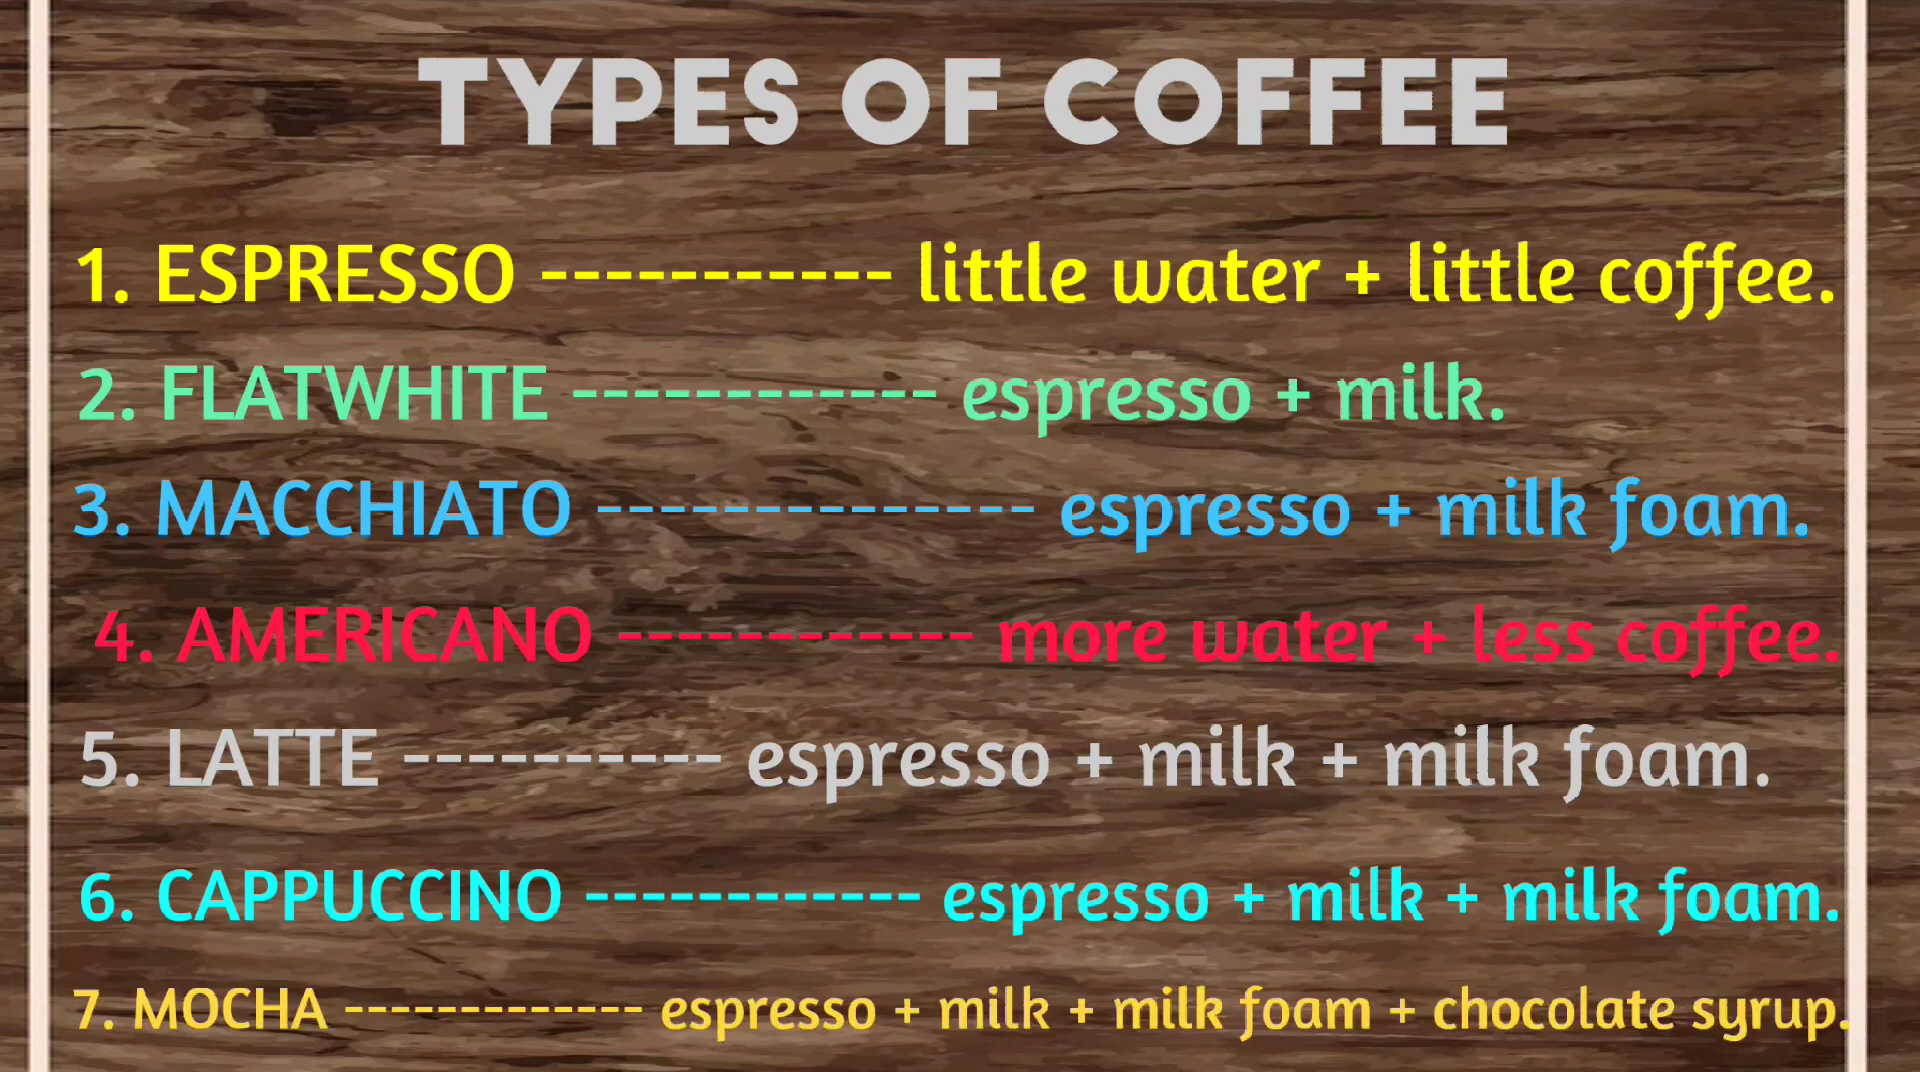 TYPES OF COFFEE
1. ESPRESSO ----------- little water + little coffee.
2. FLATWHITE ------------ espresso + milk.
3. MACCHIATO -------------- espresso + milk foam.
4. AMERICANO ------------ more water + less coffee.
5. LATTE ---------- espresso + milk + milk foam.
6. CAPPUCCINO ------------ espresso + milk + milk foam.
7. MOCHA ------------- espresso + milk + milk foam + chocolate syrup.